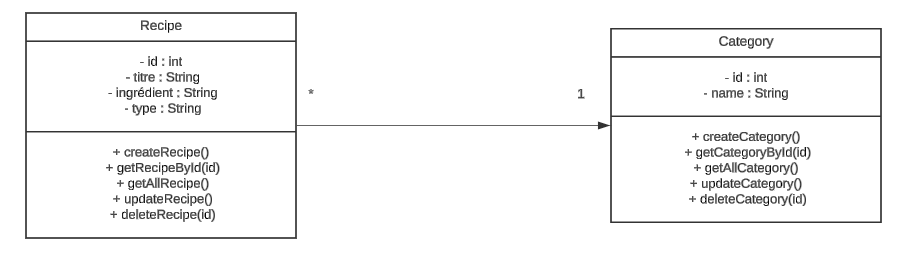 Recipe
- id : int
- titre : String
- ingrédient : String
- type : String
+ createRecipe()
+ getRecipeById(id)
+ getAllRecipe()
+ updateRecipe()
+ deleteRecipe(id)
*
1
Category
- id : int
- name : String
+ createCategory()
+ getCategoryById(id)
+ getAllCategory()
+ updateCategory()
+ deleteCategory(id)